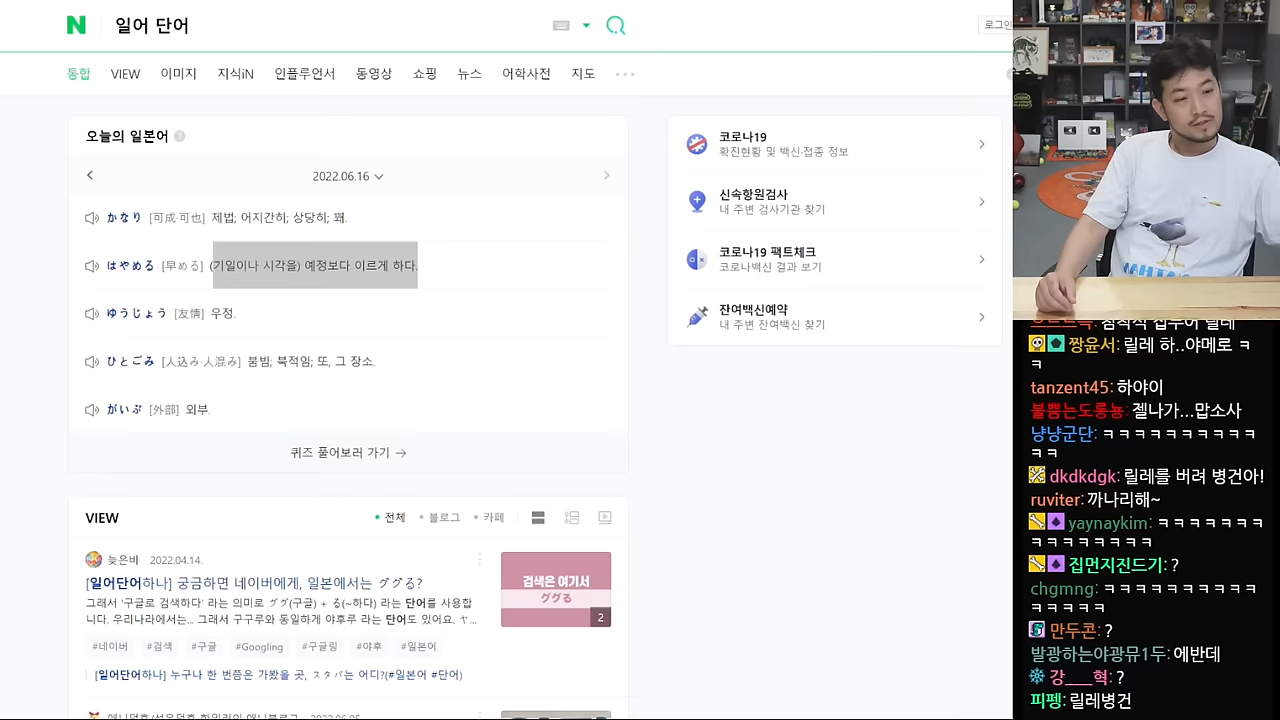 N 일어 단어
로그인
통합 VIEW 이미지 지식iN 인플루언서 동영상 쇼핑 뉴스 어학사전 지도
오늘의 일본어
2022.06.16
かなり [可成·可也] 제법; 어지간히; 상당히; 꽤.
はやめる [早める] (기일이나 시각을) 예정보다 이르게 하다.
ゆうじょう [友情] 우정.
ひとごみ [人込み·人混み] 붐빔; 북적임; 또, 그 장소.
がいぶ [外部] 외부.
퀴즈 풀어보러 가기 →
코로나19
확진현황 및 백신·접종 정보
신속항원검사
내 주변 검사기관 찾기
코로나19 팩트체크
코로나백신 결과 보기
잔여백신예약
내 주변 잔여백신 찾기
VIEW
전체 블로그 카페
늦은비 2022.04.14.
[일어단어하나] 궁금하면 네이버에게, 일본에서는 ググる?
그래서 '구글로 검색하다' 라는 의미로 ググ(구글) + る(~하다) 라는 단어를 사용합
니다. 우리나라에서는... 그래서 구구루와 동일하게 야후루 라는 단어도 있어요. ヤ...
#네이버 #검색 #구글 #Googling #구글링 #야후 #일본어
[일어단어하나] 누구나 한 번쯤은 가봤을 곳, スタバ는 어디?(#일본어 #단어)
검색은 여기서
ググる
2
짱윤서: 릴레 하..야메로 ㅋ
ㅋ
tanzent45: 하야이
불뿜는도롱뇽: 젤나가...맙소사
냥냥군단: ㅋㅋㅋㅋㅋㅋㅋㅋㅋㅋ
ㅋㅋ
dkdkdgk: 릴레를 버려 병건아!
ruviter: 까나리해~
yaynaykim: ㅋㅋㅋㅋㅋㅋㅋ
ㅋㅋㅋㅋㅋㅋㅋㅋ
집먼지진드기: ?
chgmng: ㅋㅋㅋㅋㅋㅋㅋㅋㅋㅋ
ㅋㅋㅋㅋㅋ
만두콘: ?
발광하는야광뮤1두: 에반데
강___혁: ?
피펭: 릴레병건